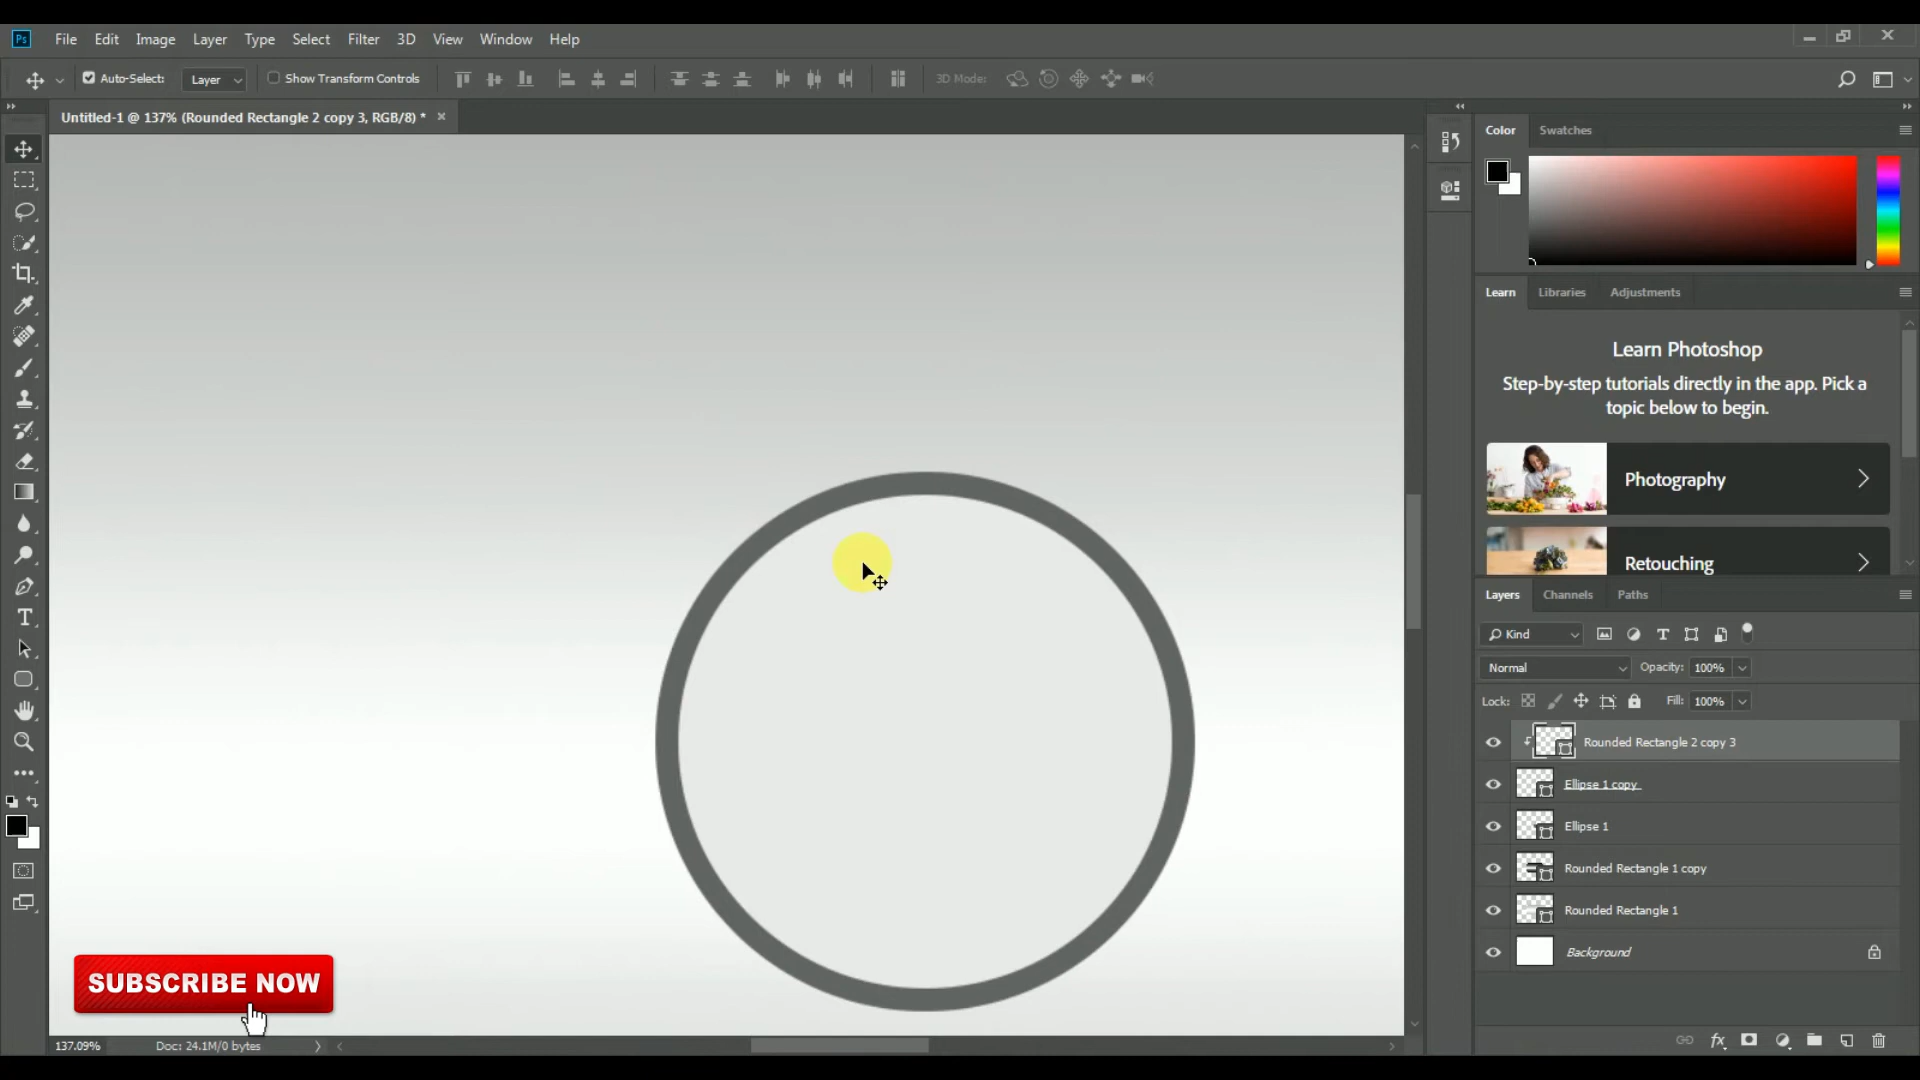 Ps File Edit Image Layer Type Select Filter 3D View Window Help
Auto-Select: Layer Show Transform Controls 3D Mode:
Untitled-1 @ 137% (Rounded Rectangle 2 copy 3, RGB/8) * ×
Color Swatches
Learn Libraries Adjustments
Learn Photoshop
Step-by-step tutorials directly in the app. Pick a
topic below to begin.
Photography
Retouching
Layers Channels Paths
Kind
Normal Opacity: 100%
Lock: Fill: 100%
Rounded Rectangle 2 copy 3
Ellipse 1 copy
Ellipse 1
Rounded Rectangle 1 copy
Rounded Rectangle 1
Background
SUBSCRIBE NOW
137.09% Doc: 24.1M/0 bytes
fx